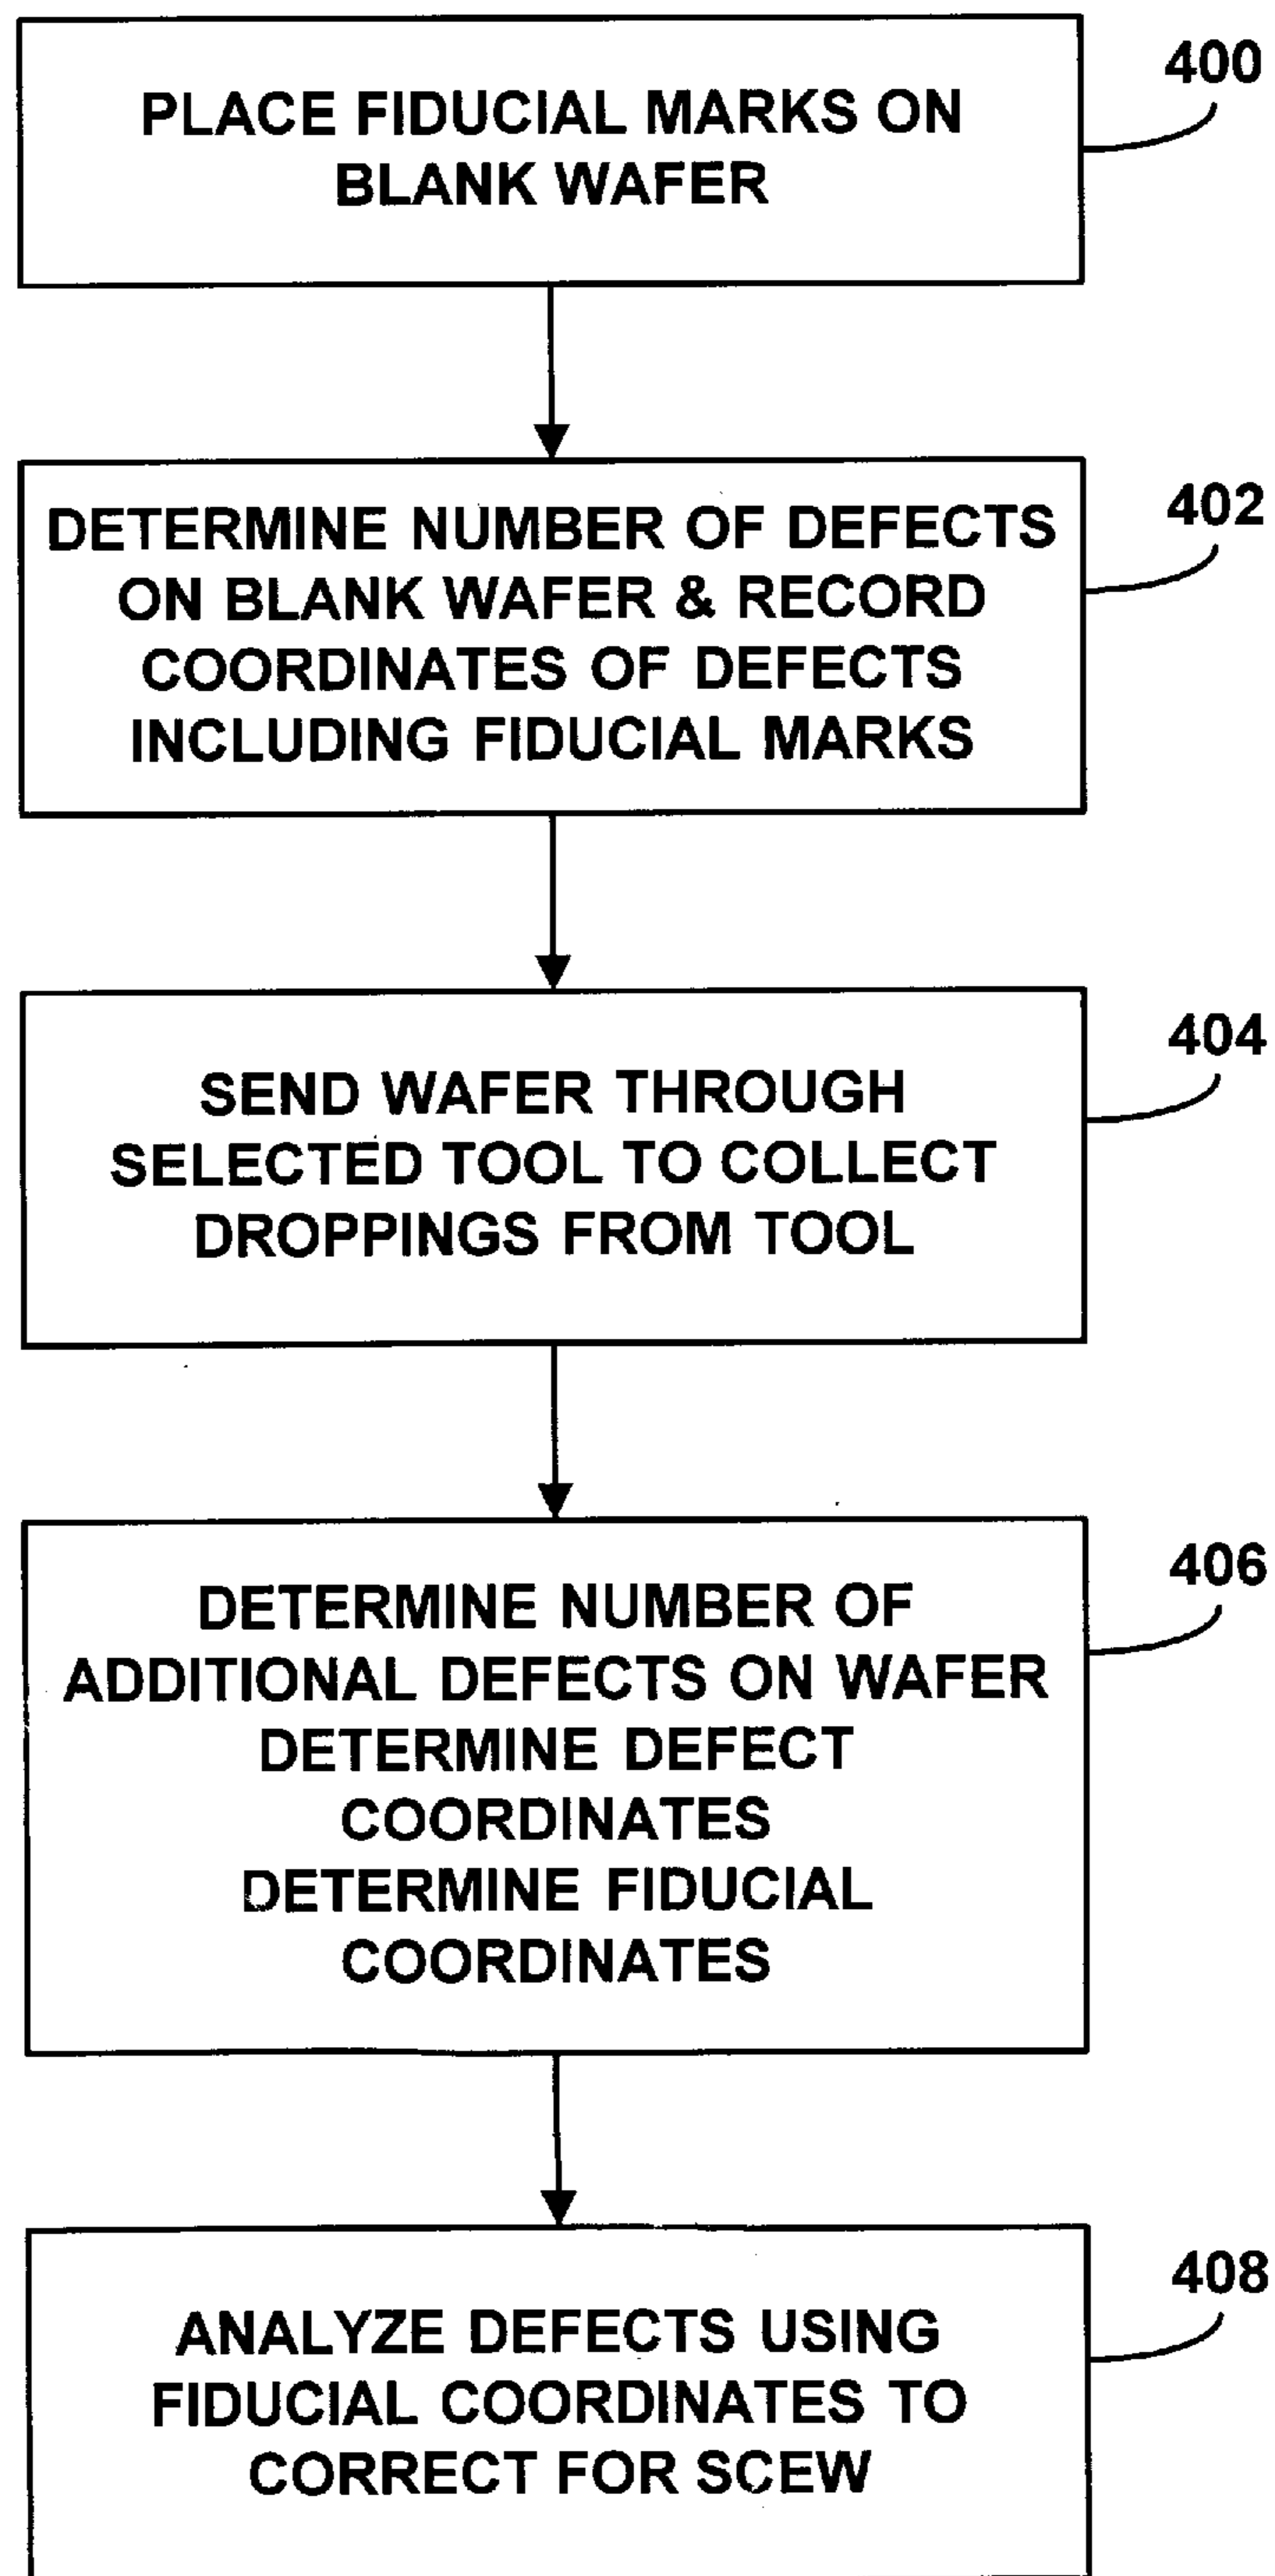 PLACE FIDUCIAL MARKS ON
BLANK WAFER
400
DETERMINE NUMBER OF DEFECTS
ON BLANK WAFER & RECORD
COORDINATES OF DEFECTS
INCLUDING FIDUCIAL MARKS
402
SEND WAFER THROUGH
SELECTED TOOL TO COLLECT
DROPPINGS FROM TOOL
404
DETERMINE NUMBER OF
ADDITIONAL DEFECTS ON WAFER
DETERMINE DEFECT
COORDINATES
DETERMINE FIDUCIAL
COORDINATES
406
ANALYZE DEFECTS USING
FIDUCIAL COORDINATES TO
CORRECT FOR SCEW
408